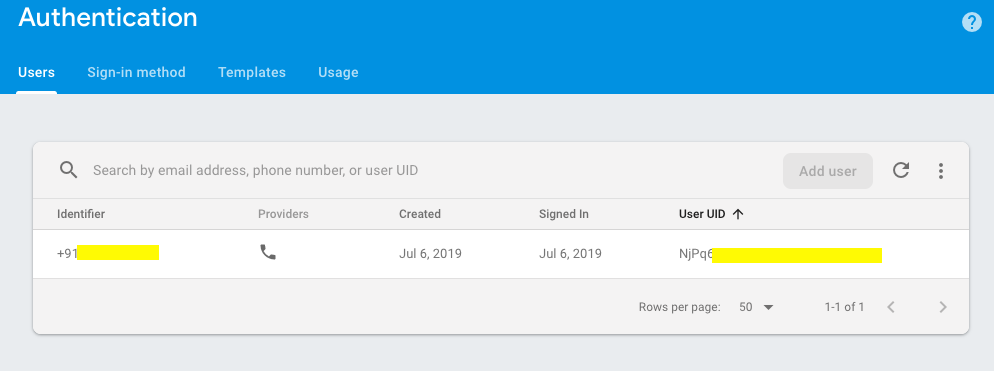 Authentication
Users Sign-in method Templates Usage
Search by email address, phone number, or user UID Add user
Identifier Providers Created Signed In User UID
+91 Jul 6, 2019 Jul 6, 2019 NjPq6
Rows per page: 50 1-1 of 1